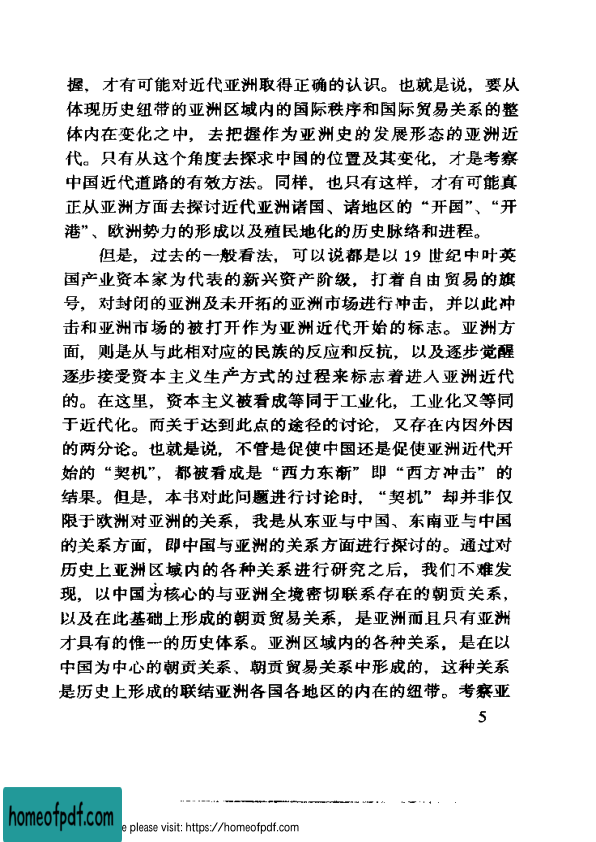 握，才有可能对近代亚洲取得正确的认识。也就是说，要从
体现历史纽带的亚洲区域内的国际秩序和国际贸易关系的整
体内在变化之中，去把握作为亚洲史的发展形态的亚洲近
代。只有从这个角度去探求中国的位置及其变化，才是考察
中国近代道路的有效方法。同样，也只有这样，才有可能真
正从亚洲方面去探讨近代亚洲诸国、诸地区的“开国”、“开
港”、欧洲势力的形成以及殖民地化的历史脉络和进程。
但是，过去的一般看法，可以说都是以 19 世纪中叶英
国产业资本家为代表的新兴资产阶级，打着自由贸易的旗
号，对封闭的亚洲及未开拓的亚洲市场进行冲击，并以此冲
击和亚洲市场的被打开作为亚洲近代开始的标志。亚洲方
面，则是从与此相对应的民族的反应和反抗，以及逐步觉醒
逐步接受资本主义生产方式的过程来标志着进入亚洲近代
的。在这里，资本主义被看成等同于工业化，工业化又等同
于近代化。而关于达到此点的途径的讨论，又存在内因外因
的两分论。也就是说，不管是促使中国还是促使亚洲近代开
始的“契机”，都被看成是“西力东渐”即“西方冲击”的
结果。但是，本书对此问题进行讨论时，“契机”却并非仅
限于欧洲对亚洲的关系，我是从东亚与中国、东南亚与中国
的关系方面，即中国与亚洲的关系方面进行探讨的。通过对
历史上亚洲区域内的各种关系进行研究之后，我们不难发
现，以中国为核心的与亚洲全境密切联系存在的朝贡关系，
以及在此基础上形成的朝贡贸易关系，是亚洲而且只有亚洲
才具有的惟一的历史体系。亚洲区域内的各种关系，是在以
中国为中心的朝贡关系、朝贡贸易关系中形成的，这种关系
是历史上形成的联结亚洲各国各地区的内在的纽带。考察亚
5
homeofpdf.com
please visit: https://homeofpdf.com